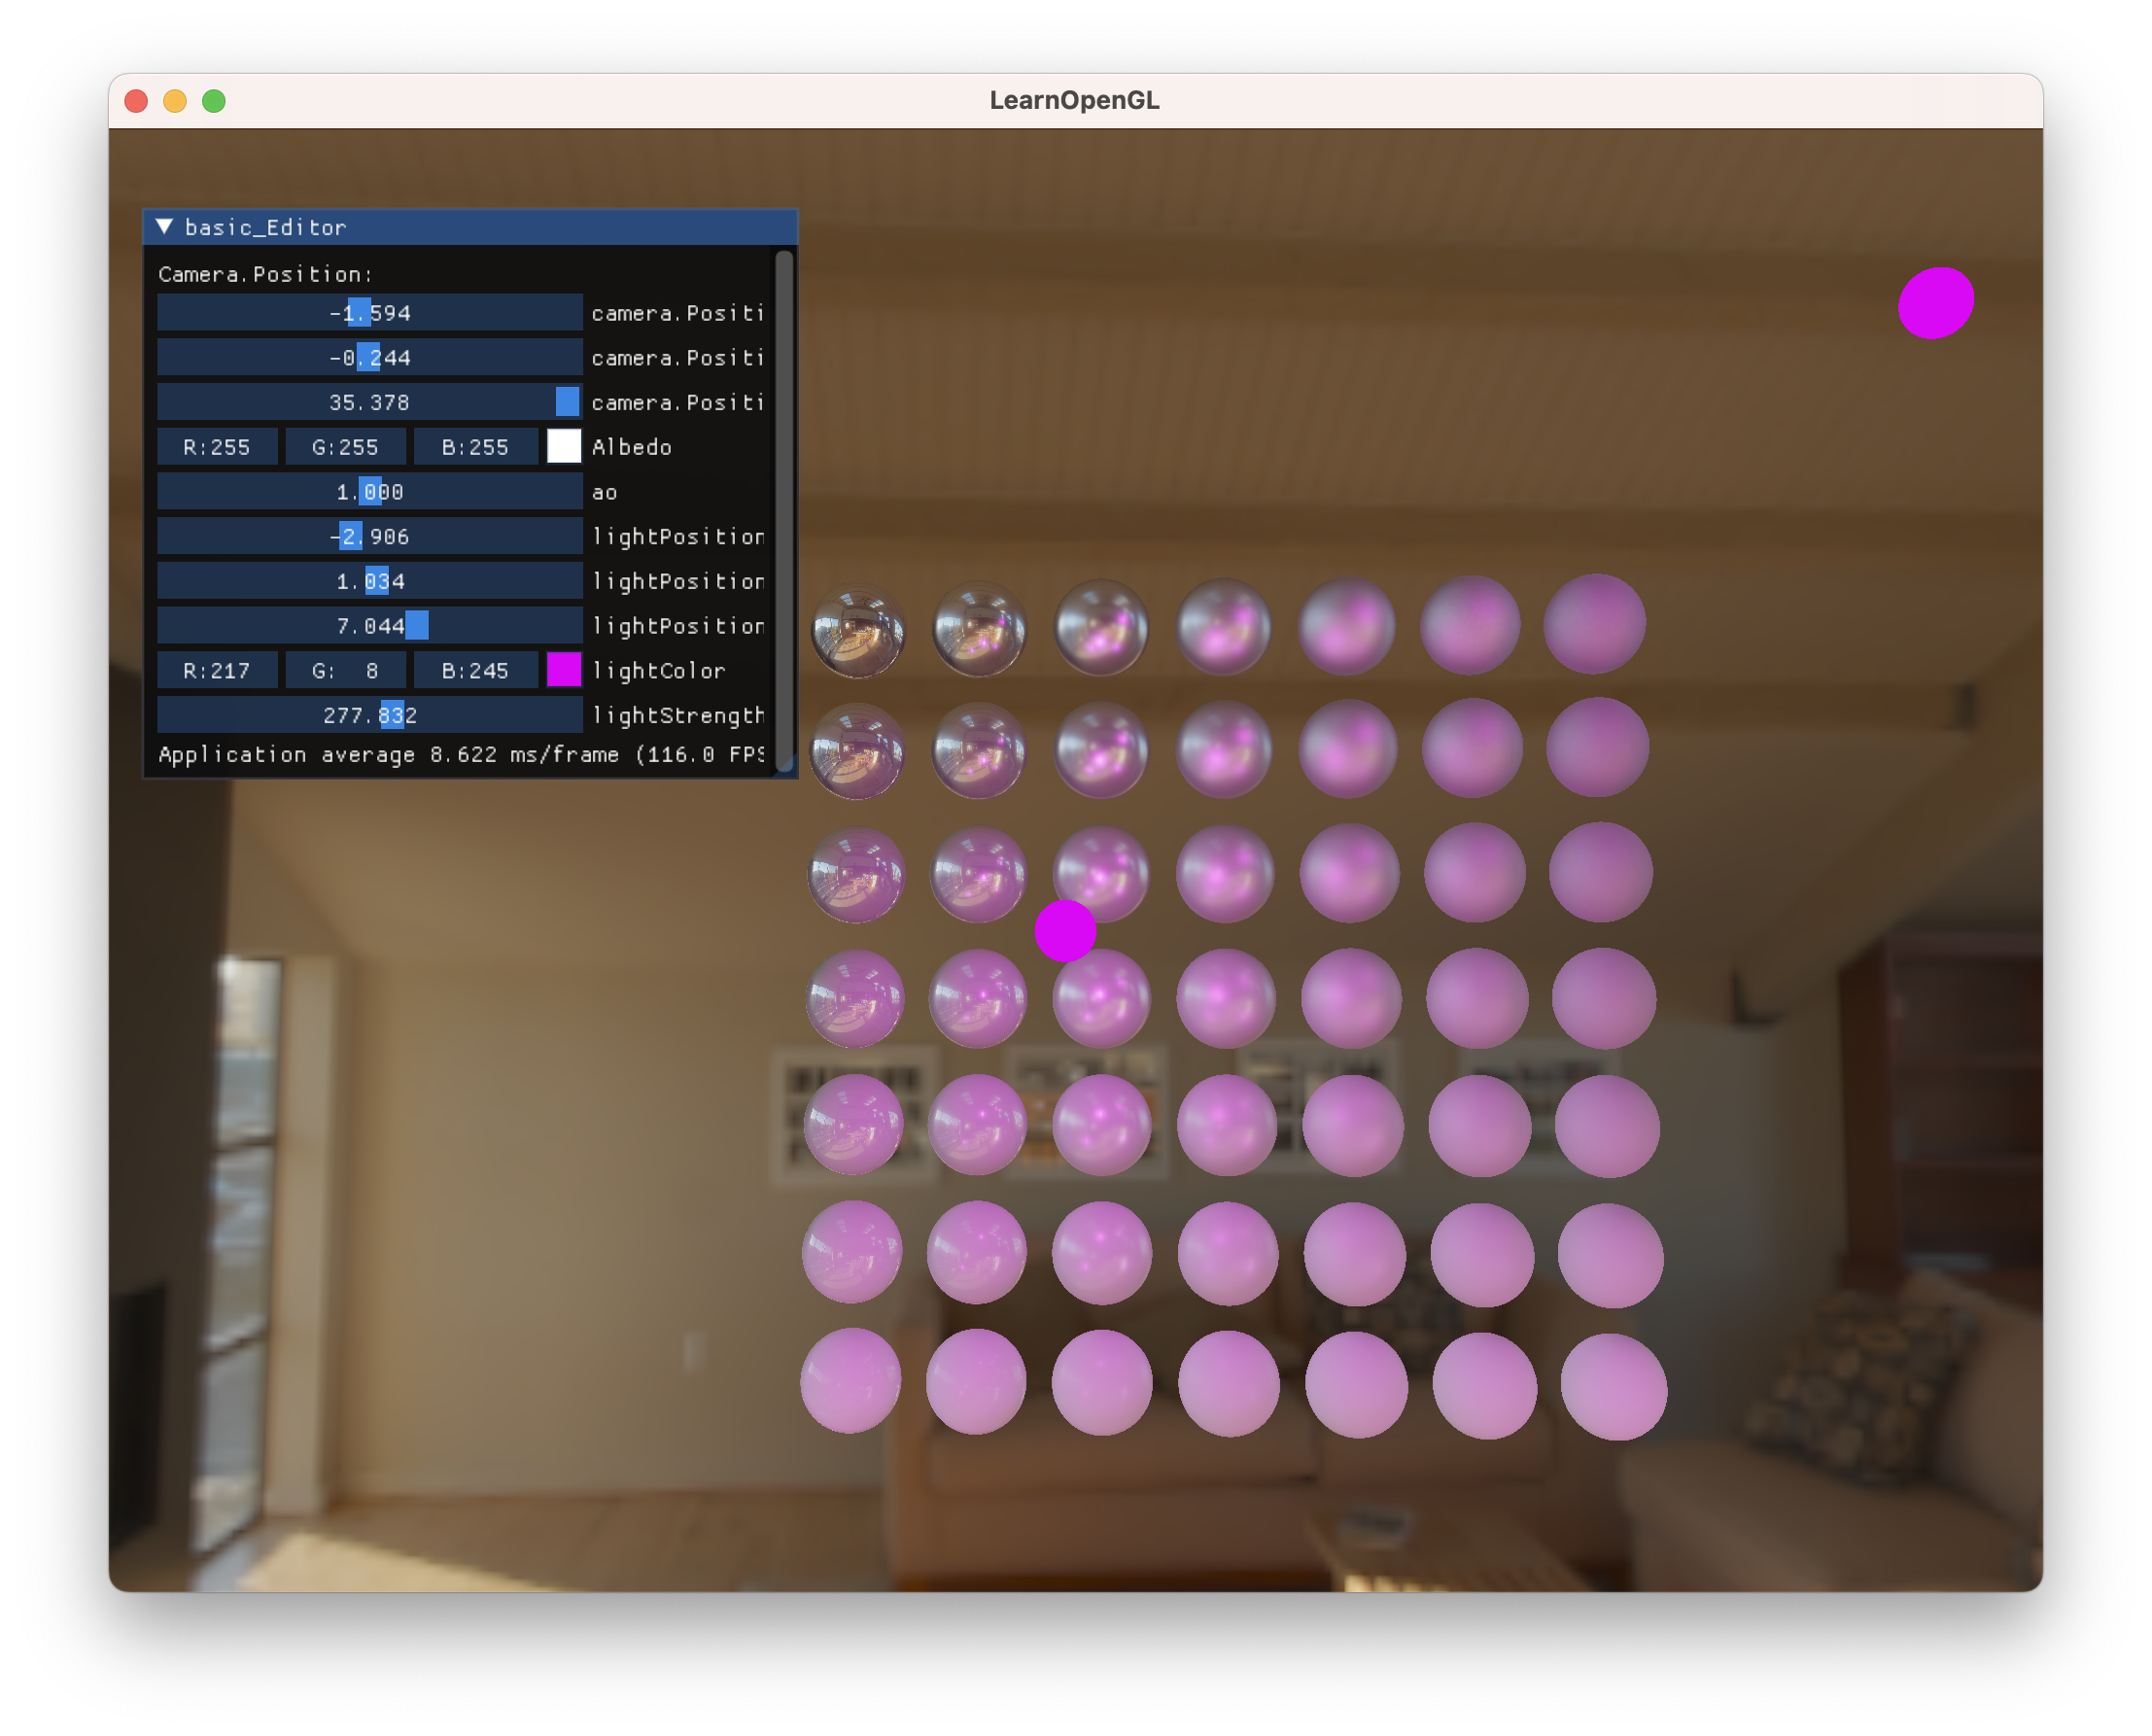 LearnOpenGL
basic_Editor
Camera.Position:
-1.594 camera.Positi
-0.244 camera.Positi
35.378 camera.Positi
R:255 G:255 B:255 Albedo
1.000 ao
-2.906 lightPosition
1.034 lightPosition
7.044 lightPosition
R:217 G: 8 B:245 lightColor
277.832 lightStrength
Application average 8.622 ms/frame (116.0 FPS